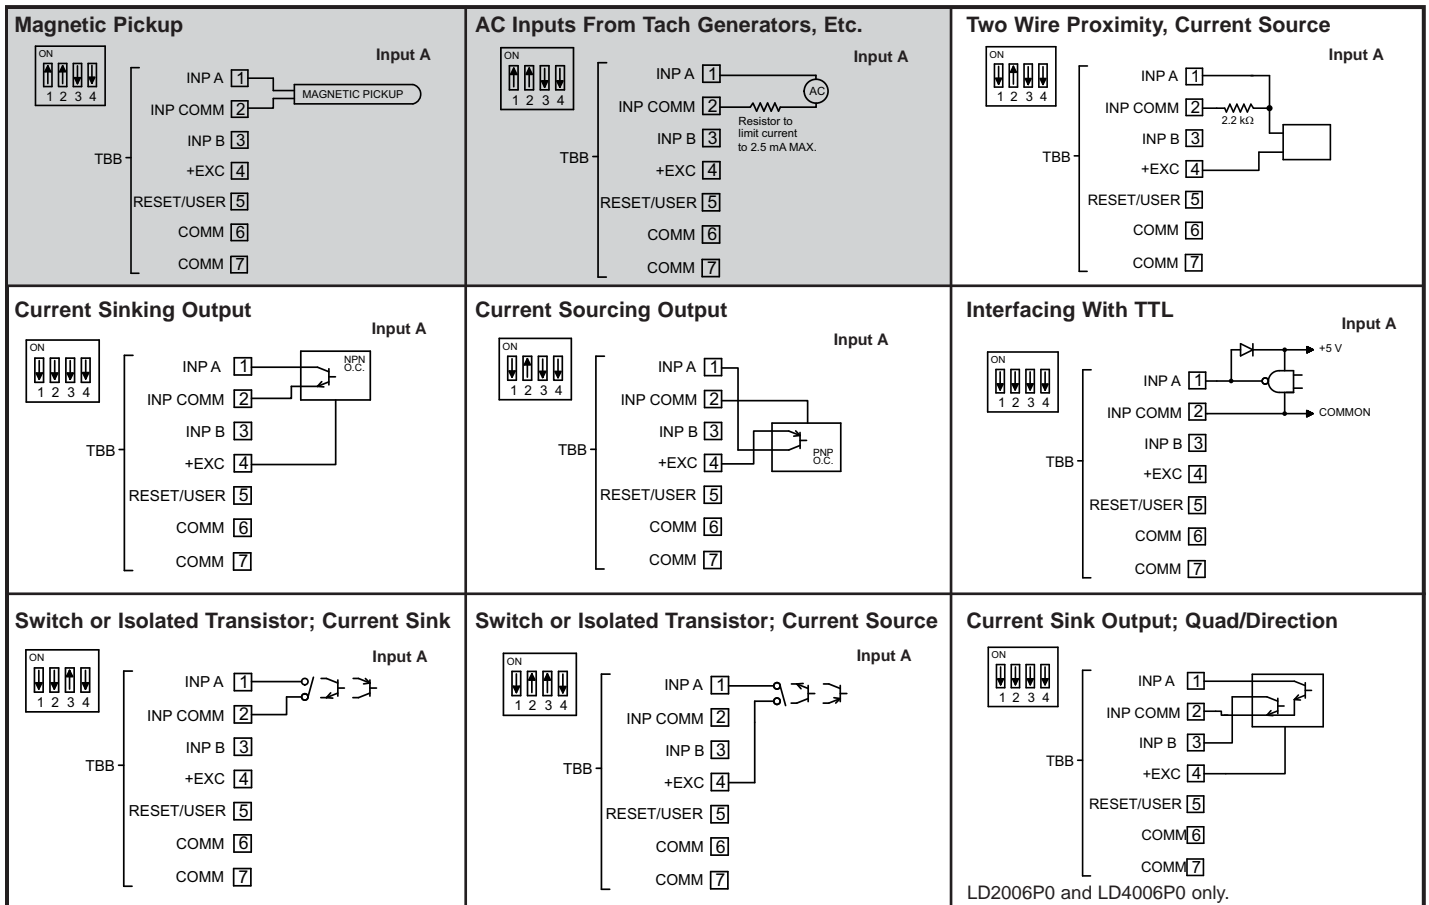 Magnetic Pickup
Input A
ON
1 2 3 4
INP A 1
MAGNETIC PICKUP
INP COMM 2
INP B 3
TBB
+EXC 4
RESET/USER 5
COMM 6
COMM 7
AC Inputs From Tach Generators, Etc.
Input A
ON
1 2 3 4
INP A 1
AC
INP COMM 2
Resistor to
limit current
to 2.5 mA MAX.
INP B 3
TBB
+EXC 4
RESET/USER 5
COMM 6
COMM 7
Two Wire Proximity, Current Source
Input A
ON
1 2 3 4
INP A 1
INP COMM 2
2.2 kΩ
INP B 3
TBB
+EXC 4
RESET/USER 5
COMM 6
COMM 7
Current Sinking Output
Input A
ON
1 2 3 4
NPN
O.C.
INP A 1
INP COMM 2
INP B 3
TBB
+EXC 4
RESET/USER 5
COMM 6
COMM 7
Current Sourcing Output
Input A
ON
1 2 3 4
INP A 1
INP COMM 2
INP B 3
TBB
PNP
O.C.
+EXC 4
RESET/USER 5
COMM 6
COMM 7
Interfacing With TTL
Input A
ON
1 2 3 4
+5 V
INP A 1
INP COMM 2
COMMON
INP B 3
TBB
+EXC 4
RESET/USER 5
COMM 6
COMM 7
Switch or Isolated Transistor; Current Sink
Input A
ON
1 2 3 4
INP A 1
INP COMM 2
INP B 3
TBB
+EXC 4
RESET/USER 5
COMM 6
COMM 7
Switch or Isolated Transistor; Current Source
Input A
ON
1 2 3 4
INP A 1
INP COMM 2
INP B 3
TBB
+EXC 4
RESET/USER 5
COMM 6
COMM 7
Current Sink Output; Quad/Direction
ON
1 2 3 4
INP A 1
INP COMM 2
INP B 3
TBB
+EXC 4
RESET/USER 5
COMM 6
COMM 7
LD2006P0 and LD4006P0 only.